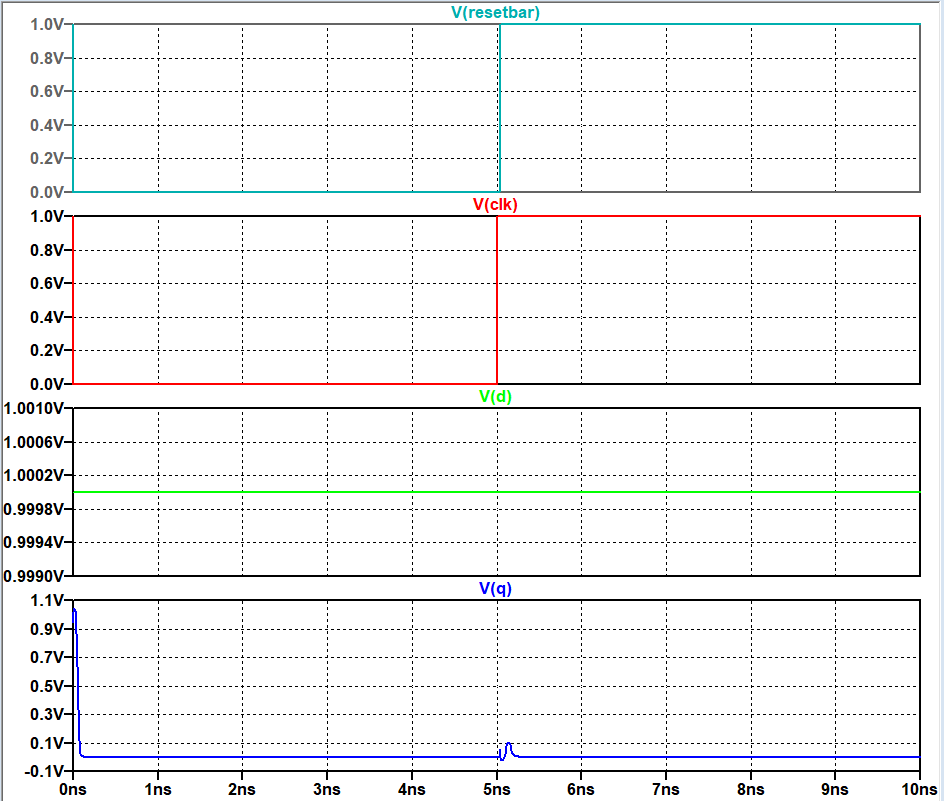 V(resetbar)
1.0V
0.8V
0.6V
0.4V
0.2V
0.0V
V(clk)
1.0V
0.8V
0.6V
0.4V
0.2V
0.0V
V(d)
1.0010V
1.0006V
1.0002V
0.9998V
0.9994V
0.9990V
V(q)
1.1V
0.9V
0.7V
0.5V
0.3V
0.1V
-0.1V
0ns 1ns 2ns 3ns 4ns 5ns 6ns 7ns 8ns 9ns 10ns